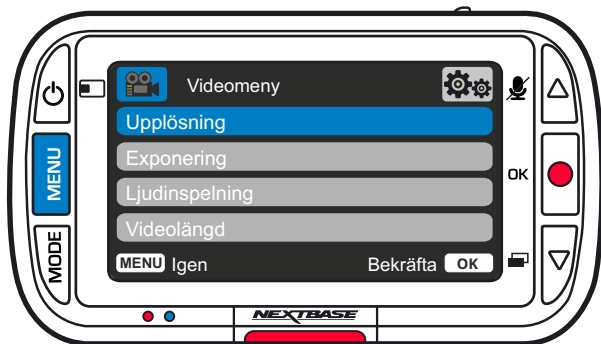 Videomeny
Upplösning
Exponering
Ljudinspelning
Videolängd
MENU Igen
Bekräfta OK
MENU
MODE
OK
NEXTBASE